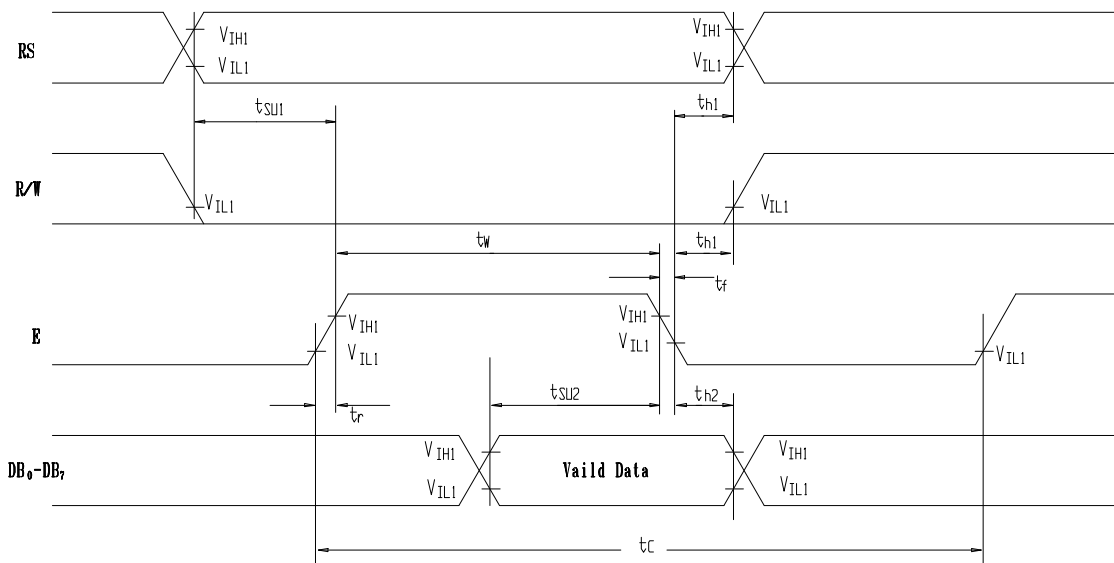 RS
VIH1
VIL1
VIH1
VIL1
tSU1
th1
R/W
VIL1
VIL1
tW
th1
tf
E
VIH1
VIL1
VIH1
VIL1
VIL1
tr
tSU2
th2
DB0-DB7
VIH1
VIL1
Vaild Data
VIH1
VIL1
tC